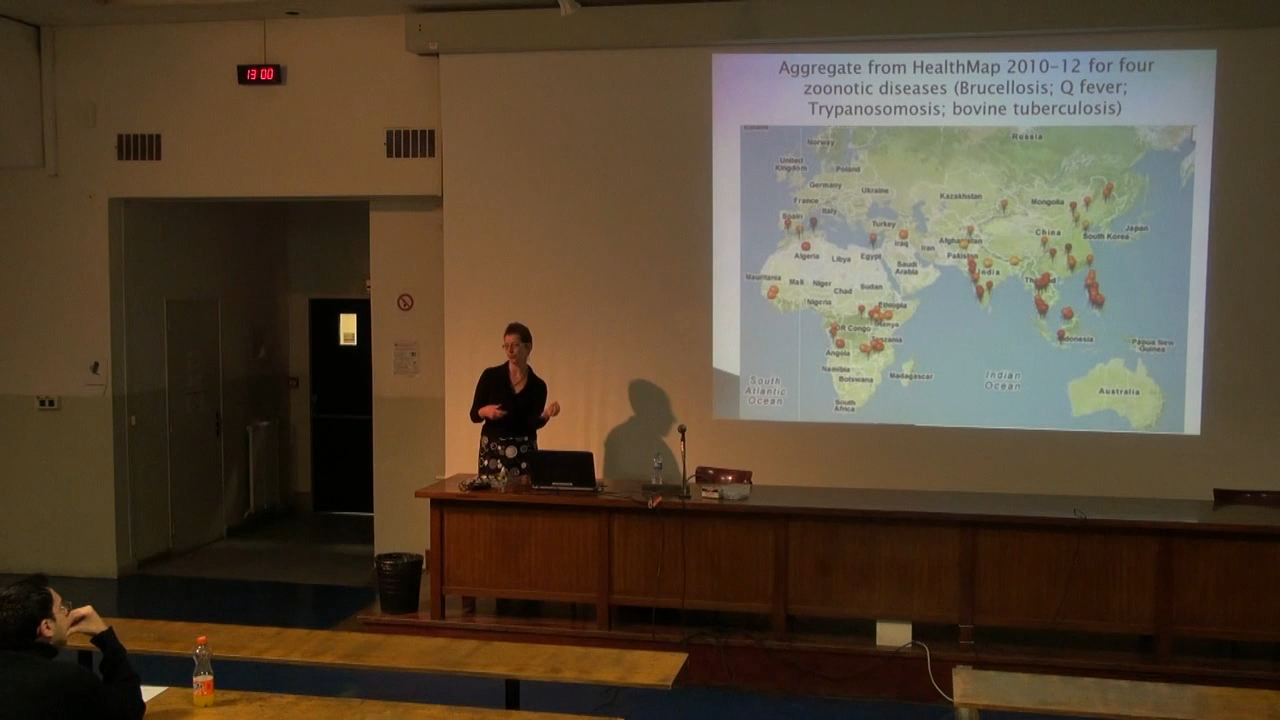 13 00
Aggregate from HealthMap 2010-12 for four
zoonotic diseases (Brucellosis; Q fever;
Trypanosomosis; bovine tuberculosis)
Norway
Russia
United
Kingdom
Poland
Germany
Ukraine
France
Kazakhstan
Mongolia
Italy
Spain
Turkey
China
Japan
South Korea
Iraq
Iran
Afghanistan
Algeria
Libya
Egypt
Pakistan
Saudi
Arabia
India
Mauritania
Mali
Niger
Chad
Sudan
Nigeria
Ethiopia
DR Congo
Angola
Papua New
Guinea
Namibia
Botswana
Madagascar
South
Atlantic
Ocean
Indian
Ocean
Australia
South
Africa